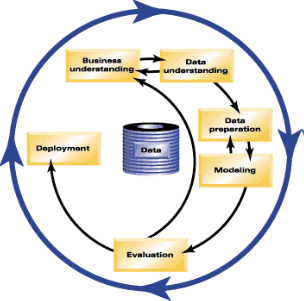 Business
understanding
Data
understanding
Data
preparation
Modeling
Evaluation
Deployment
Data